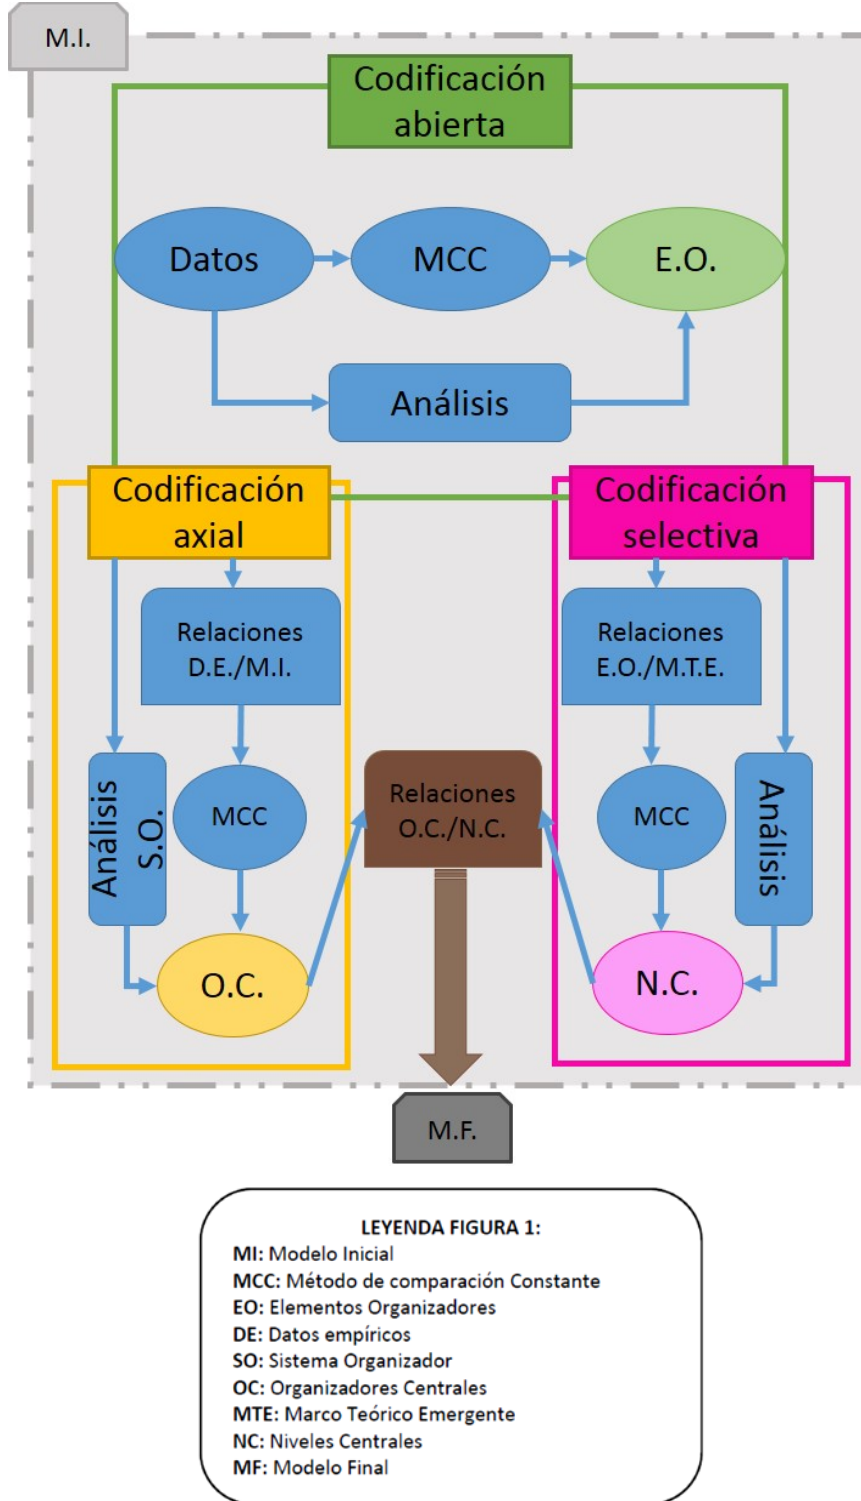 M.I.
Codificación
abierta
Datos
MCC
E.O.
Análisis
Codificación
axial
Codificación
selectiva
Relaciones
D.E./M.I.
Relaciones
E.O./M.T.E.
Análisis
S.O.
MCC
Relaciones
O.C./N.C.
MCC
Análisis
O.C.
N.C.
M.F.
LEYENDA FIGURA 1:
MI: Modelo Inicial
MCC: Método de comparación Constante
EO: Elementos Organizadores
DE: Datos empíricos
SO: Sistema Organizador
OC: Organizadores Centrales
MTE: Marco Teórico Emergente
NC: Niveles Centrales
MF: Modelo Final